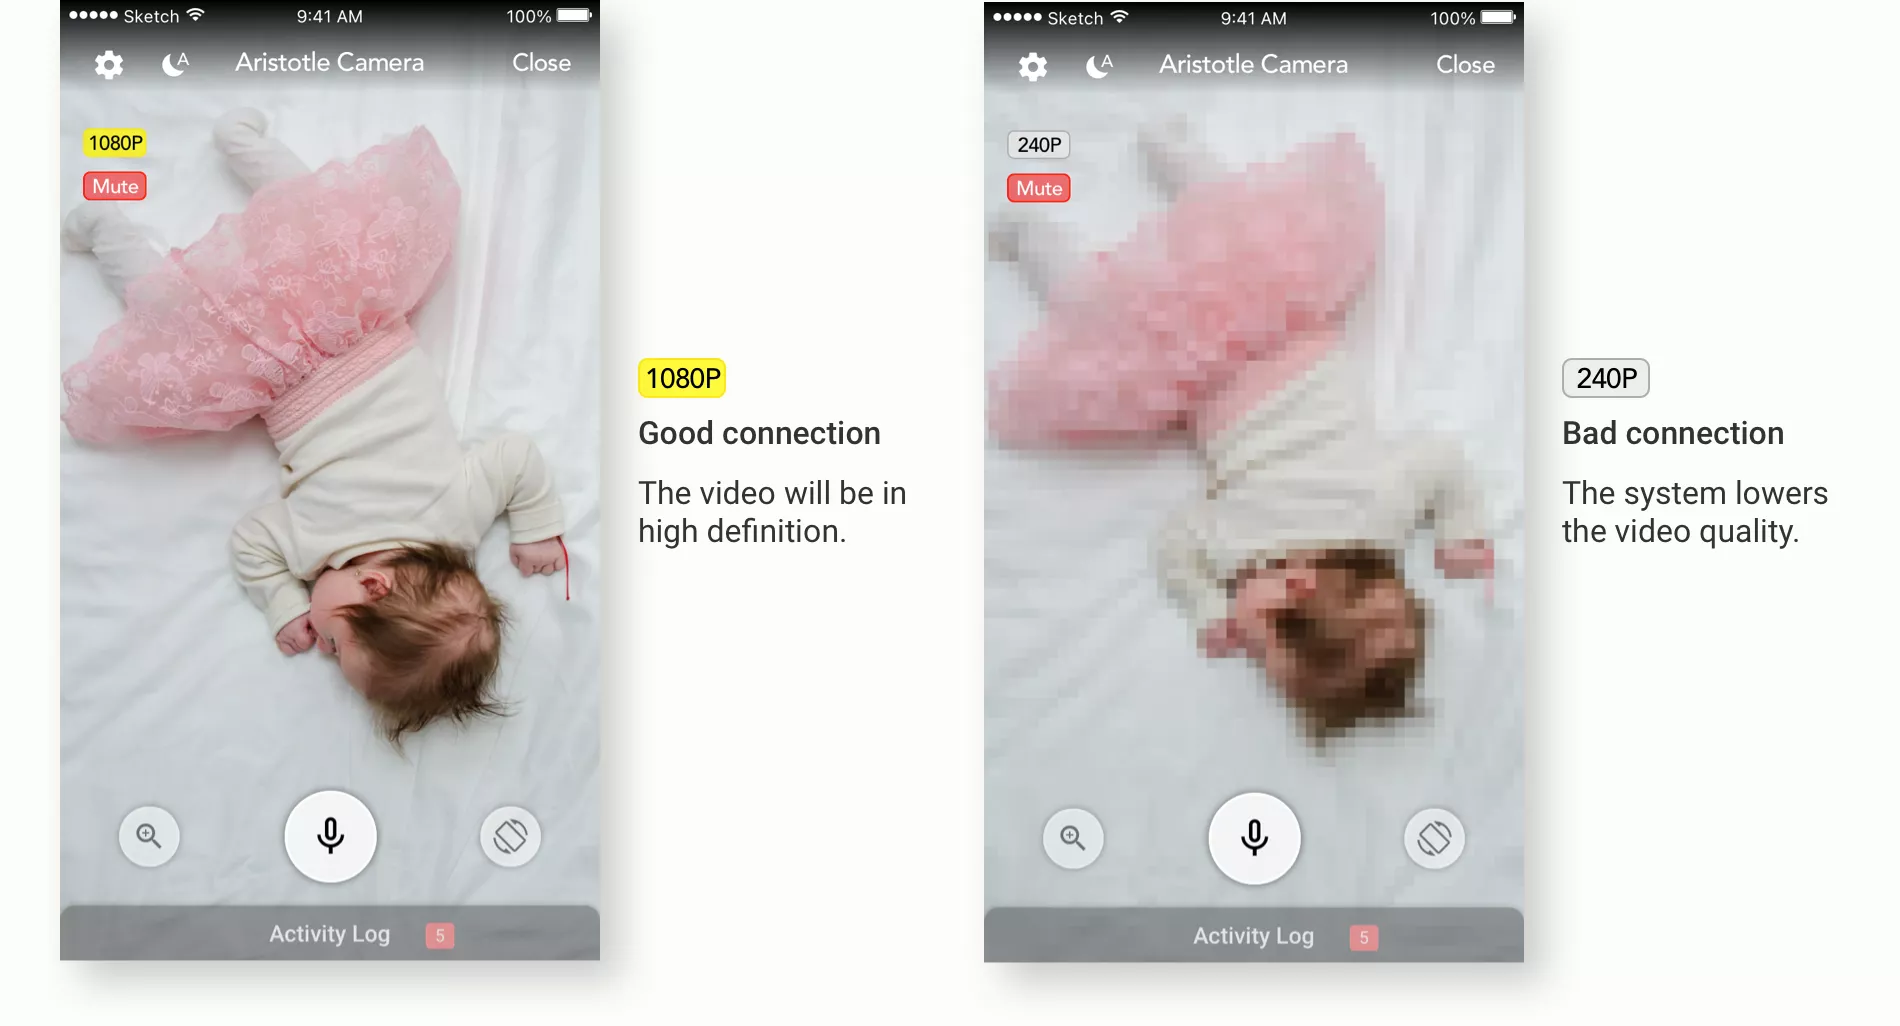 Sketch 9:41 AM 100%
A Aristotle Camera Close
1080P
Mute
Activity Log 5
1080P
Good connection
The video will be in
high definition.
Sketch 9:41 AM 100%
A Aristotle Camera Close
240P
Mute
Activity Log 5
240P
Bad connection
The system lowers
the video quality.